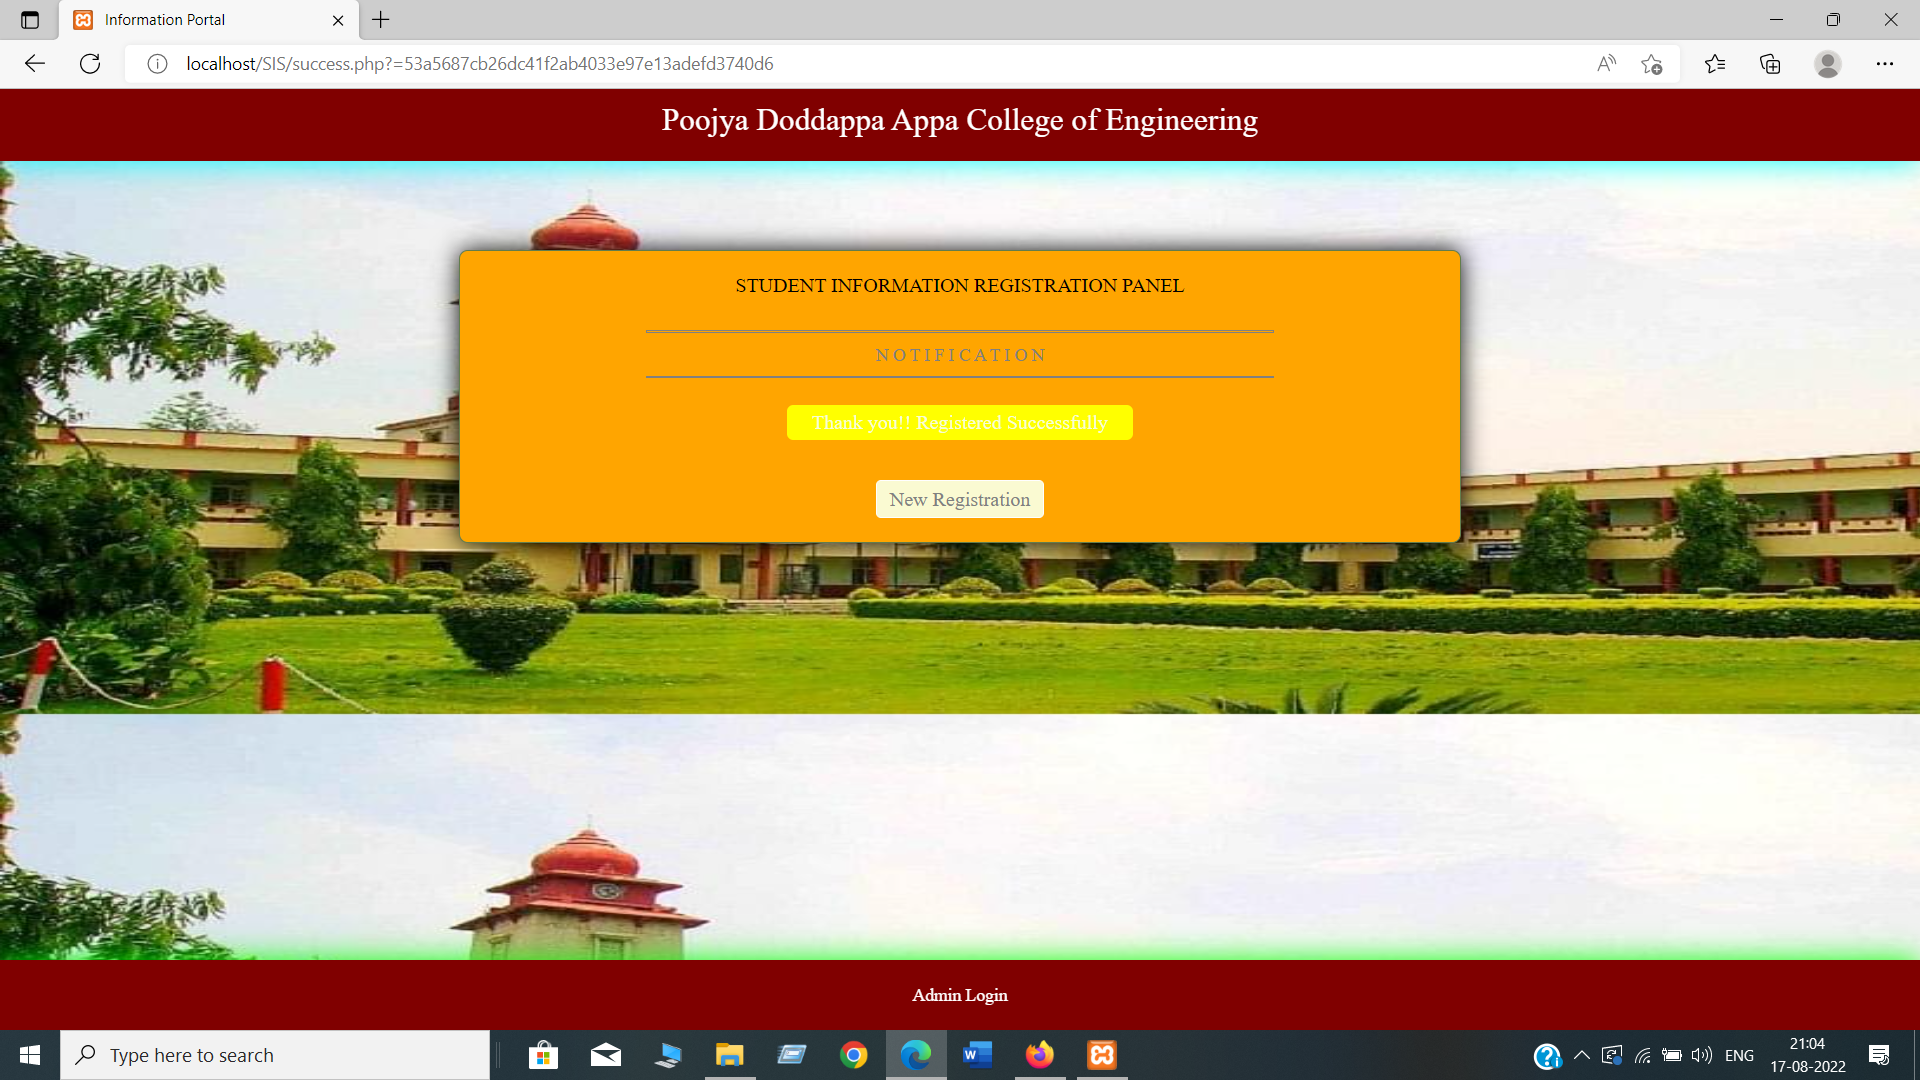 Information Portal
localhost/SIS/success.php?=53a5687cb26dc41f2ab4033e97e13adefd3740d6
Poojya Doddappa Appa College of Engineering
STUDENT INFORMATION REGISTRATION PANEL
NOTIFICATION
Thank you!! Registered Successfully
New Registration
Admin Login
Type here to search
ENG
21:04
17-08-2022